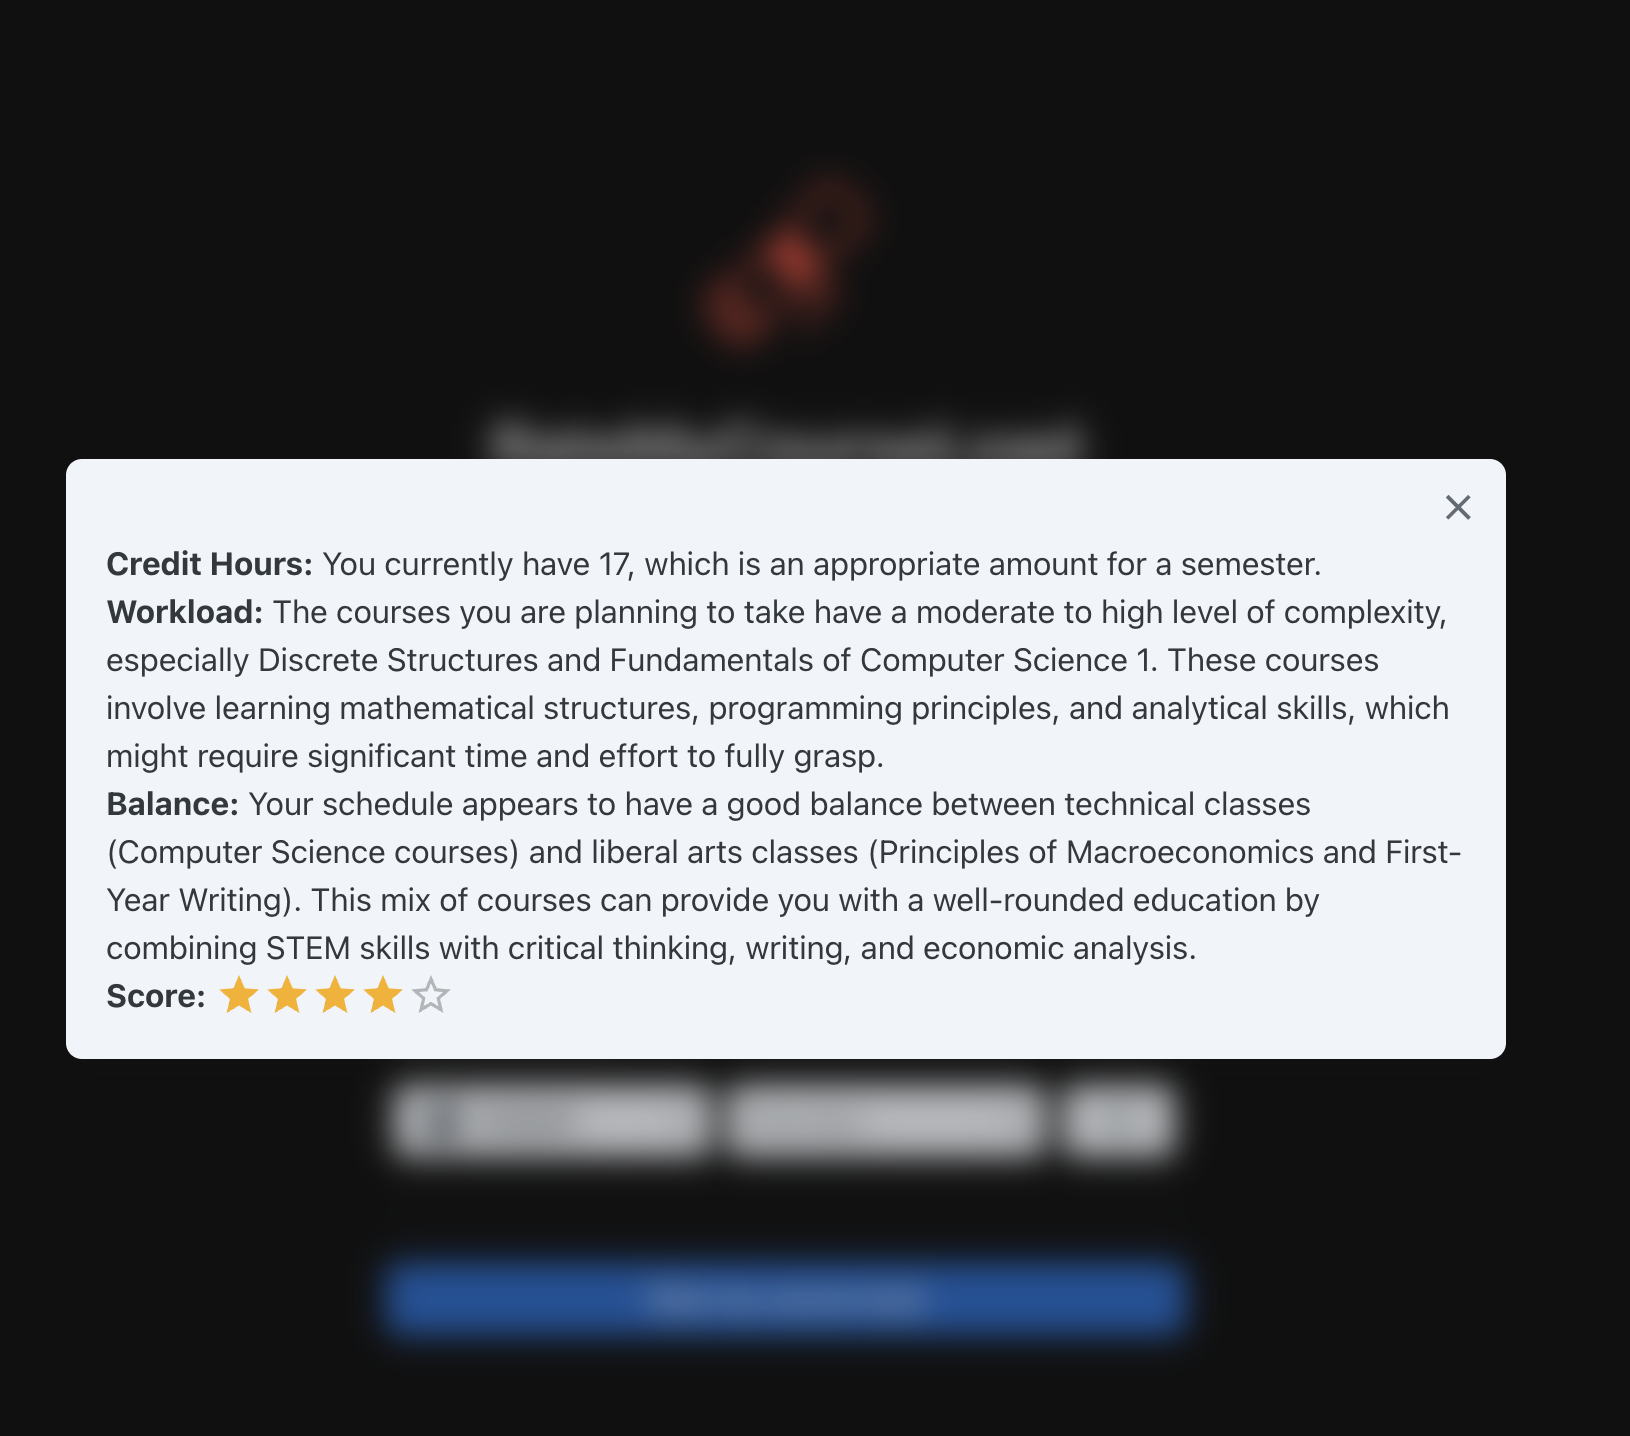 Credit Hours: You currently have 17, which is an appropriate amount for a semester.
Workload: The courses you are planning to take have a moderate to high level of complexity,
especially Discrete Structures and Fundamentals of Computer Science 1. These courses
involve learning mathematical structures, programming principles, and analytical skills, which
might require significant time and effort to fully grasp.
Balance: Your schedule appears to have a good balance between technical classes
(Computer Science courses) and liberal arts classes (Principles of Macroeconomics and First-
Year Writing). This mix of courses can provide you with a well-rounded education by
combining STEM skills with critical thinking, writing, and economic analysis.
Score: